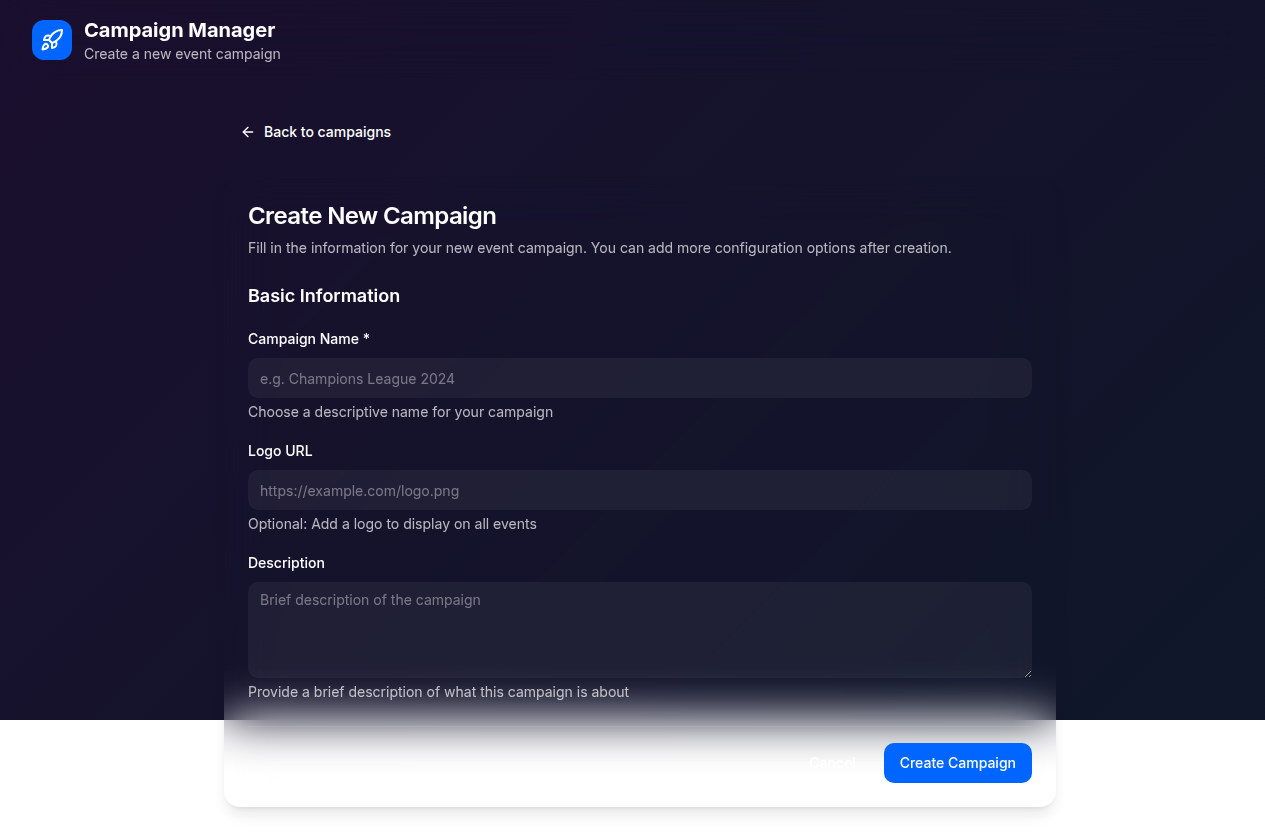 Campaign Manager
Create a new event campaign
Back to campaigns
Create New Campaign
Fill in the information for your new event campaign. You can add more configuration options after creation.
Basic Information
Campaign Name *
e.g. Champions League 2024
Choose a descriptive name for your campaign
Logo URL
https://example.com/logo.png
Optional: Add a logo to display on all events
Description
Brief description of the campaign
Provide a brief description of what this campaign is about
Cancel
Create Campaign